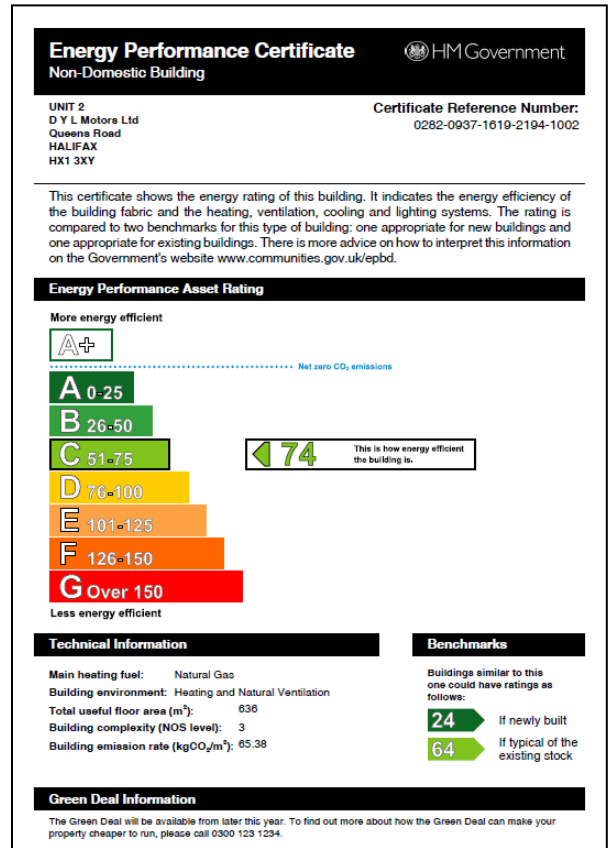 Energy Performance Certificate
HM Government
Non-Domestic Building
UNIT 2
D Y L Motors Ltd
Queens Road
HALIFAX
HX1 3XY
Certificate Reference Number:
0282-0937-1619-2194-1002
This certificate shows the energy rating of this building. It indicates the energy efficiency of
the building fabric and the heating, ventilation, cooling and lighting systems. The rating is
compared to two benchmarks for this type of building: one appropriate for new buildings and
one appropriate for existing buildings. There is more advice on how to interpret this information
on the Government's website www.communities.gov.uk/epbd.
Energy Performance Asset Rating
More energy efficient
A+
Net zero CO₂ emissions
A 0-25
B 26-50
C 51-75
74
This is how energy efficient
the building is.
D 76-100
E 101-125
F 126-150
G Over 150
Less energy efficient
Technical Information
Main heating fuel: Natural Gas
Building environment: Heating and Natural Ventilation
Total useful floor area (m²): 636
Building complexity (NOS level): 3
Building emission rate (kgCO₂/m²): 65.38
Benchmarks
Buildings similar to this
one could have ratings as
follows:
24 If newly built
64 If typical of the
existing stock
Green Deal Information
The Green Deal will be available from later this year. To find out more about how the Green Deal can make your
property cheaper to run, please call 0300 123 1234.